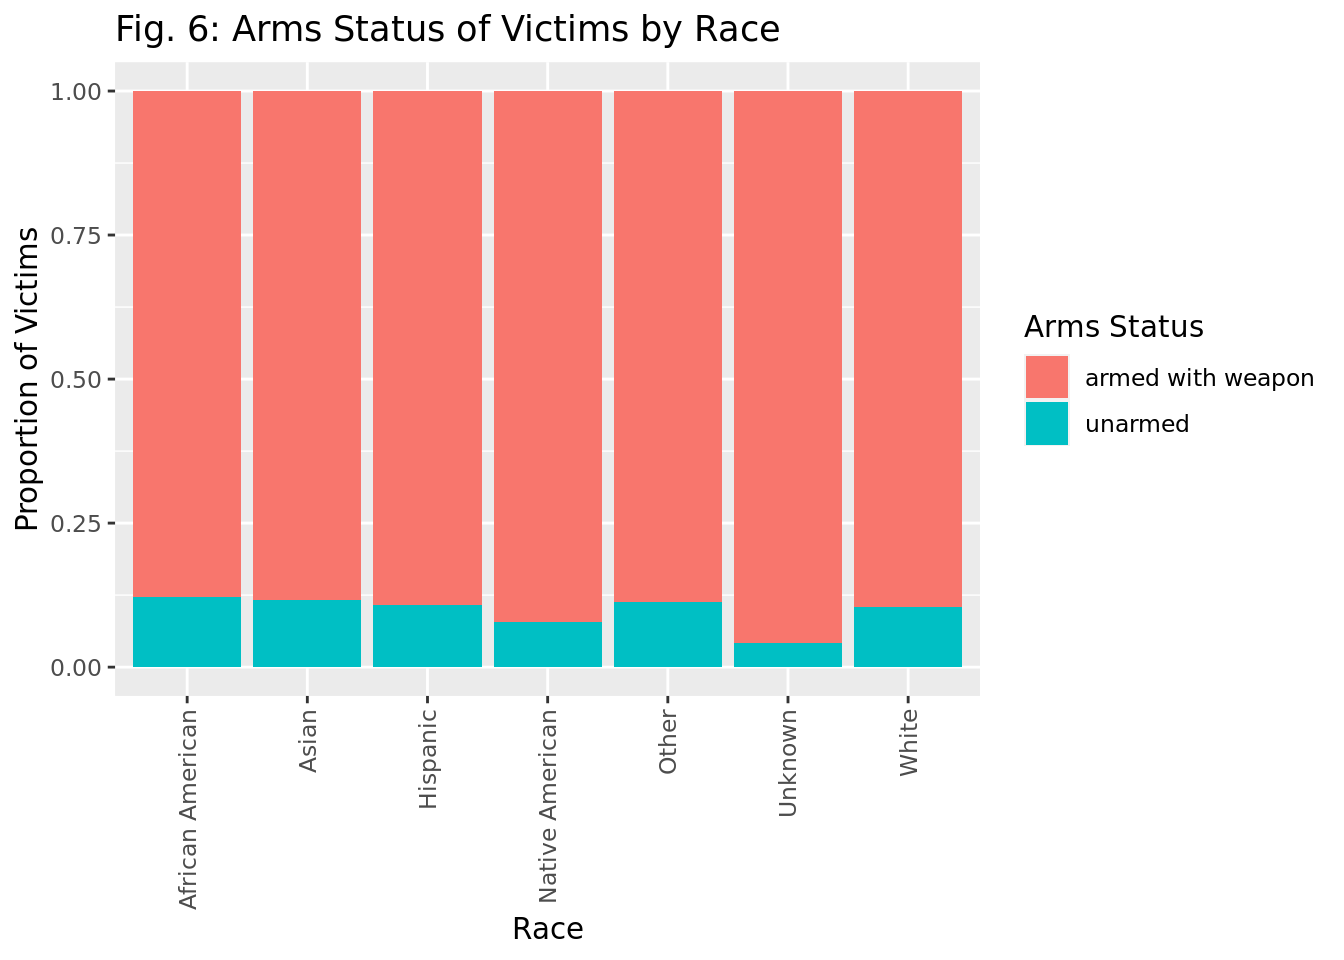 Fig. 6: Arms Status of Victims by Race
Proportion of Victims
1.00
0.75
0.50
0.25
0.00
African American
Asian
Hispanic
Native American
Other
Unknown
White
Race
Arms Status
armed with weapon
unarmed